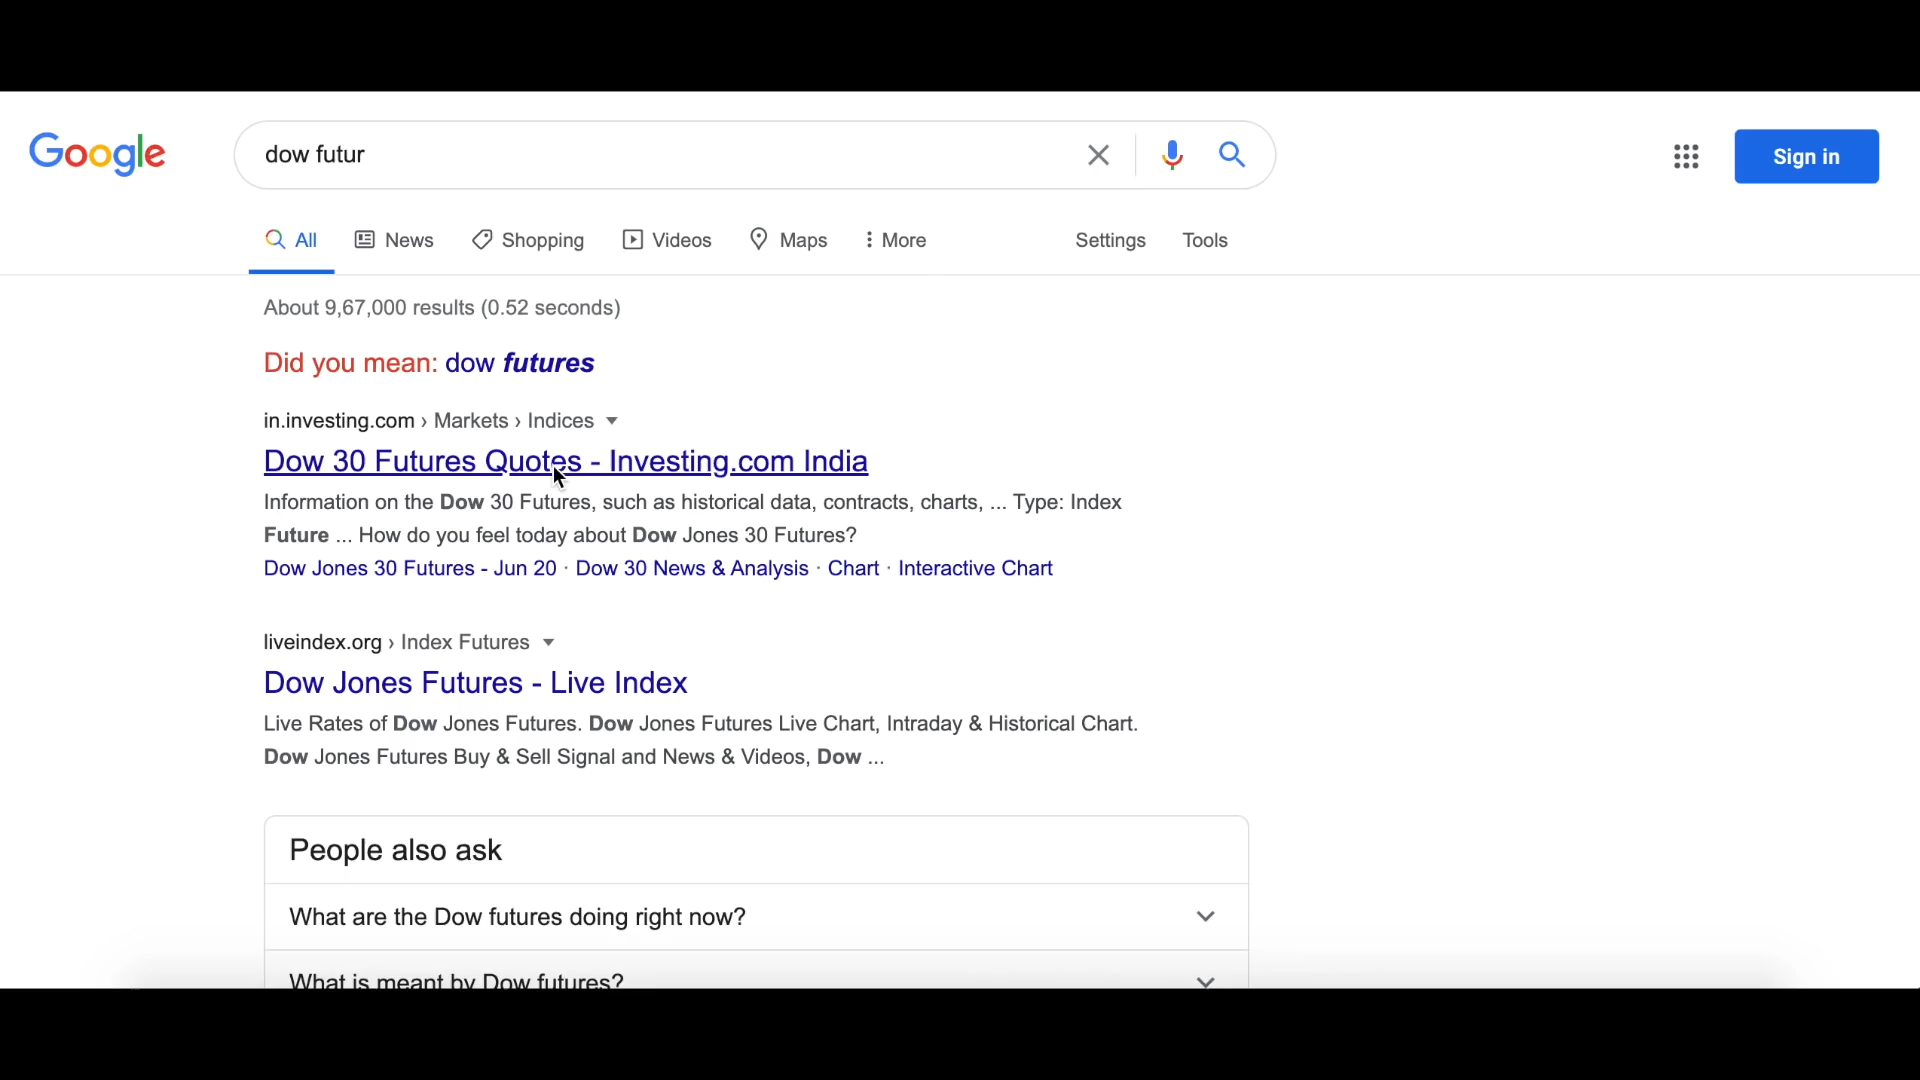 Google
dow futur
Sign in
All News Shopping Videos Maps More Settings Tools
About 9,67,000 results (0.52 seconds)
Did you mean: dow futures
in.investing.com › Markets › Indices
Dow 30 Futures Quotes - Investing.com India
Information on the Dow 30 Futures, such as historical data, contracts, charts, ... Type: Index
Future ... How do you feel today about Dow Jones 30 Futures?
Dow Jones 30 Futures - Jun 20 · Dow 30 News & Analysis · Chart · Interactive Chart
liveindex.org › Index Futures
Dow Jones Futures - Live Index
Live Rates of Dow Jones Futures. Dow Jones Futures Live Chart, Intraday & Historical Chart.
Dow Jones Futures Buy & Sell Signal and News & Videos, Dow ...
People also ask
What are the Dow futures doing right now?
What is meant by Dow futures?